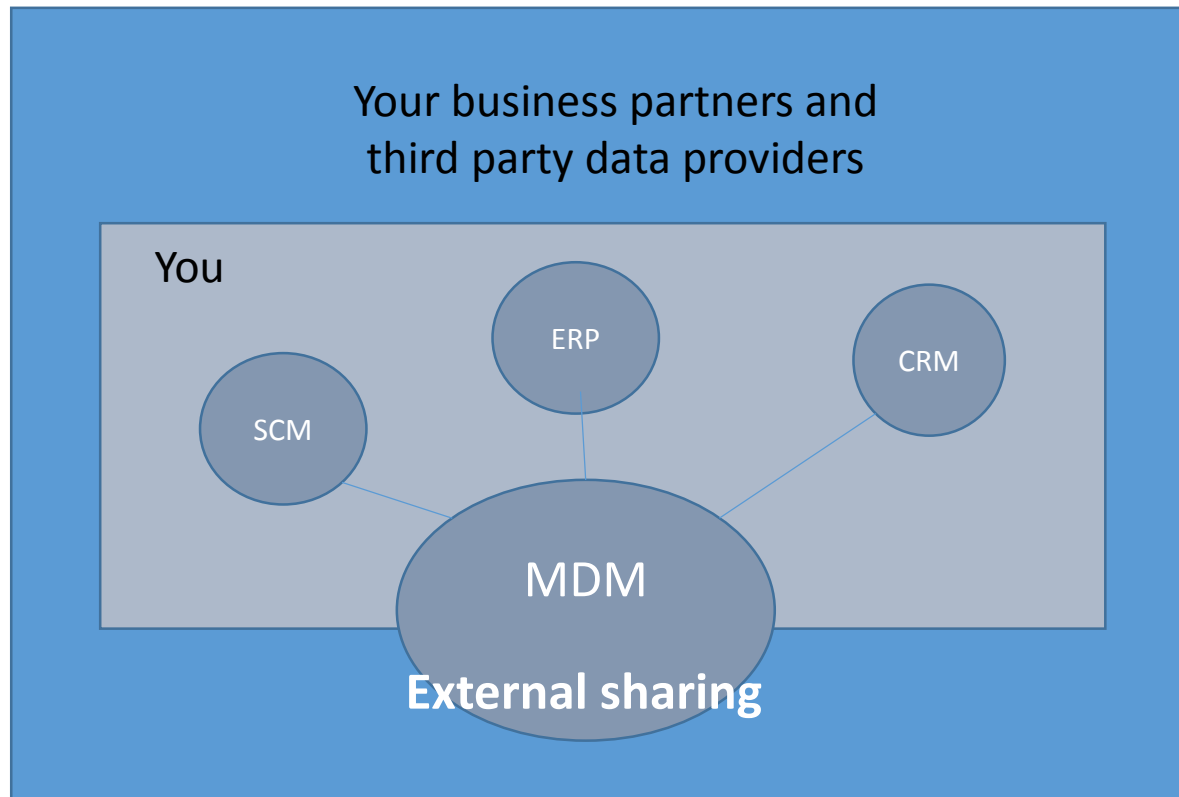 Your business partners and
third party data providers
You
ERP
CRM
SCM
MDM
External sharing